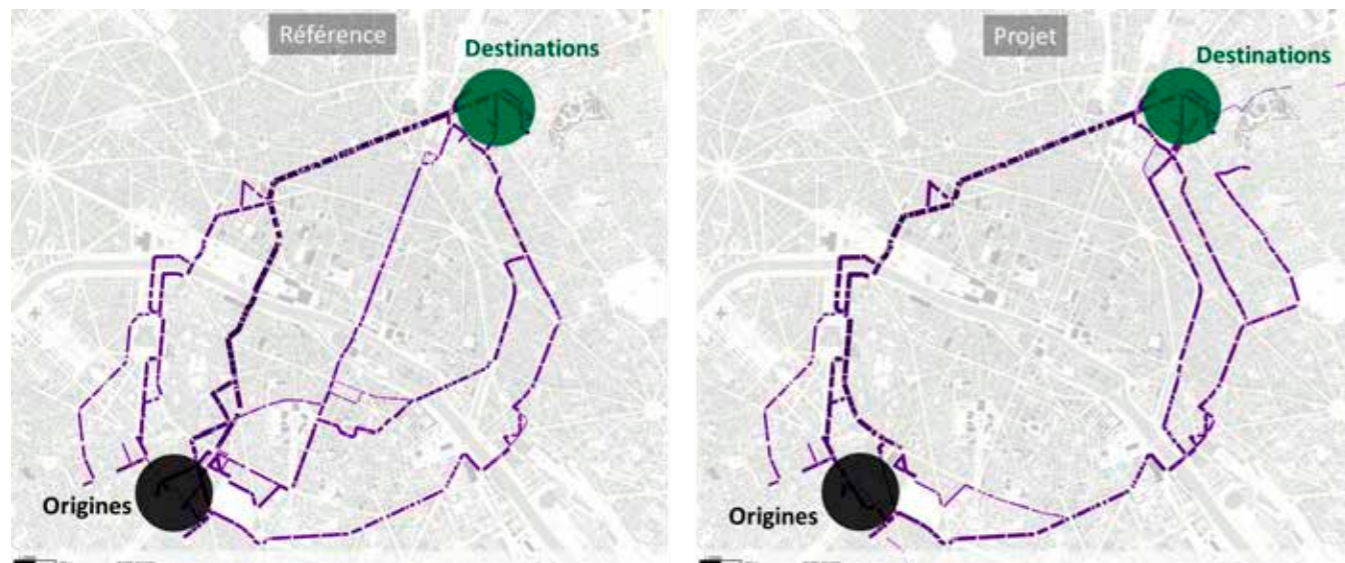 Référence
Destinations
Origines
Projet
Destinations
Origines